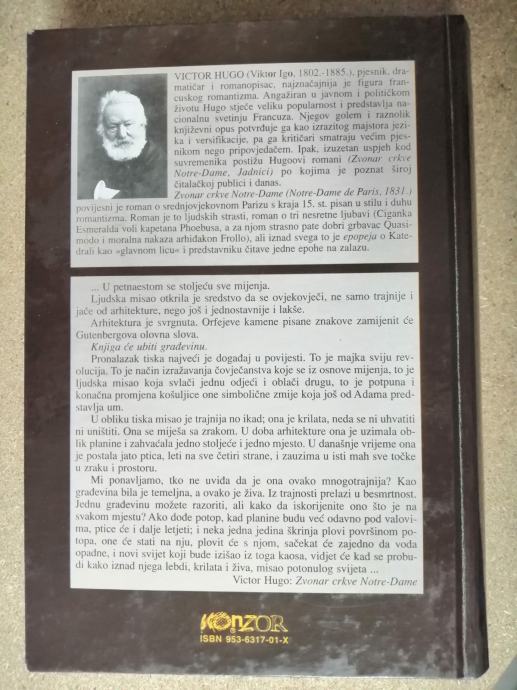 VICTOR HUGO (Viktor Igo, 1802.-1885.), pjesnik, dra-
matičar i romanopisac, najznačajnija je figura fran-
cuskog romantizma. Angažiran u javnom i političkom
životu Hugo stječe veliku popularnost i predstavlja na-
cionalnu svetinju Francuza. Njegov golem i raznolik
književni opus potvrđuje ga kao izrazitog majstora jezi-
ka i versifikacije, pa ga kritičari smatraju većim pjes-
nikom nego pripovjedačem. Ipak, izuzetan uspjeh kod
suvremenika postižu Hugoovi romani (Zvonar crkve
Notre-Dame, Jadnici) po kojima je poznat široj
čitalačkoj publici i danas.
Zvonar crkve Notre-Dame (Notre-Dame de Paris, 1831.)
povijesni je roman o srednjovjekovnom Parizu s kraja 15. st. pisan u stilu i duhu
romantizma. Roman je to ljudskih strasti, roman o tri nesretne ljubavi (Ciganka
Esmeralda voli kapetana Phoebusa, a za njom strasno pate dobri grbavac Quasi-
modo i moralna nakaza arhiđakon Frollo), ali iznad svega to je epopeja o Kate-
drali kao »glavnom licu« i predstavniku čitave jedne epohe na zalazu.
... U petnaestom se stoljeću sve mijenja.
Ljudska misao otkrila je sredstvo da se ovjekovječi, ne samo trajnije i
jače od arhitekture, nego još i jednostavnije i lakše.
Arhitektura je svrgnuta. Orfejeve kamene pisane znakove zamijenit će
Gutenbergova olovna slova.
Knjiga će ubiti građevinu.
Pronalazak tiska najveći je događaj u povijesti. To je majka sviju rev-
olucija. To je način izražavanja čovječanstva koje se iz osnove mijenja, to je
ljudska misao koja svlači jednu odjeću i oblači drugu, to je potpuna i
konačna promjena košuljice one simbolične zmije koja još od Adama pred-
stavlja um.
U obliku tiska misao je trajnija no ikad; ona je krilata, neda se ni uhvatiti
ni uništiti. Ona se miješa sa zrakom. U doba arhitekture ona je uzimala ob-
lik planine i zahvaćala jedno stoljeće i jedno mjesto. U današnje vrijeme ona
je postala jato ptica, leti na sve četiri strane, i zauzima u isti mah sve točke
u zraku i prostoru.
Mi ponavljamo, tko ne uviđa da je ona ovako mnogotrajnija? Kao
građevina bila je temeljna, a ovako je živa. Iz trajnosti prelazi u besmrtnost.
Jednu građevinu možete razoriti, ali kako da iskorijenite ono što je na
svakom mjestu? Ako dođe potop, kad planine budu već odavno pod valovi-
ma, ptice će i dalje letjeti; i neka jedna jedina škrinja plovi površinom po-
topa, one će stati na nju, plovit će s njom, sačekat će zajedno da voda
opadne, i novi svijet koji bude izišao iz toga kaosa, vidjet će kad se probu-
di kako iznad njega lebdi, krilata i živa, misao potonulog svijeta ...
Victor Hugo: Zvonar crkve Notre-Dame
KONZOR
ISBN 953-6317-01-X